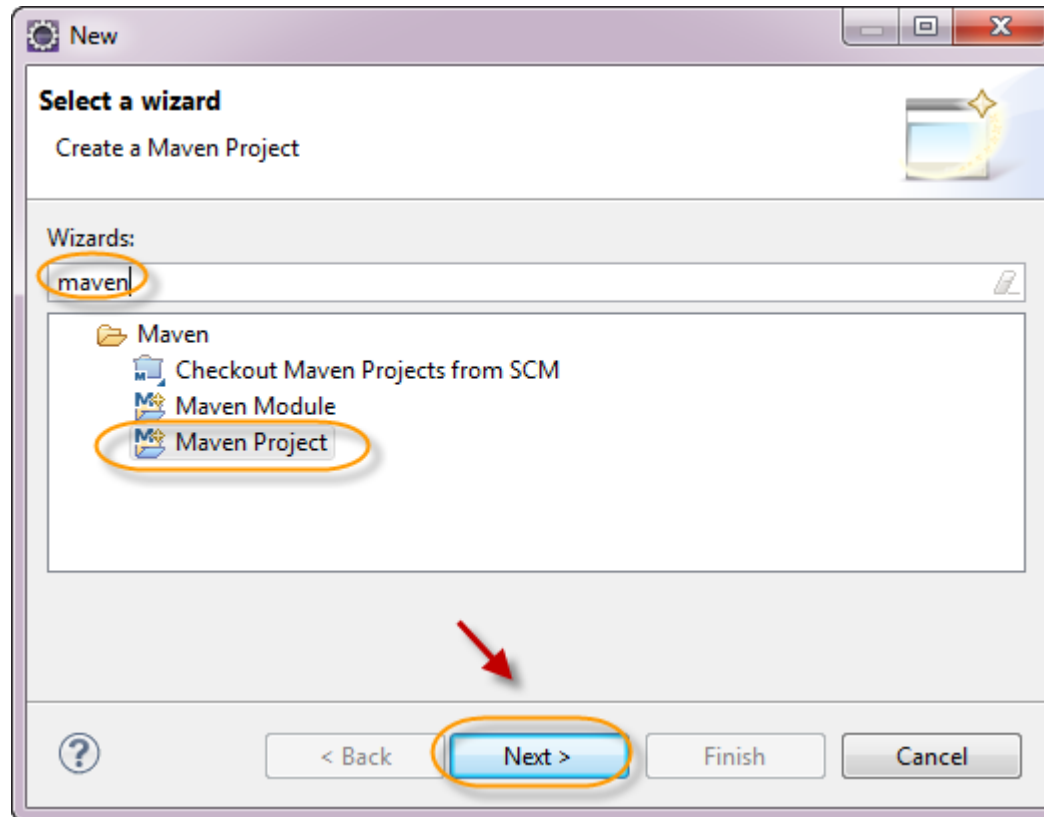 New
Select a wizard
Create a Maven Project
Wizards:
maven
Maven
Checkout Maven Projects from SCM
Maven Module
Maven Project
? < Back Next > Finish Cancel